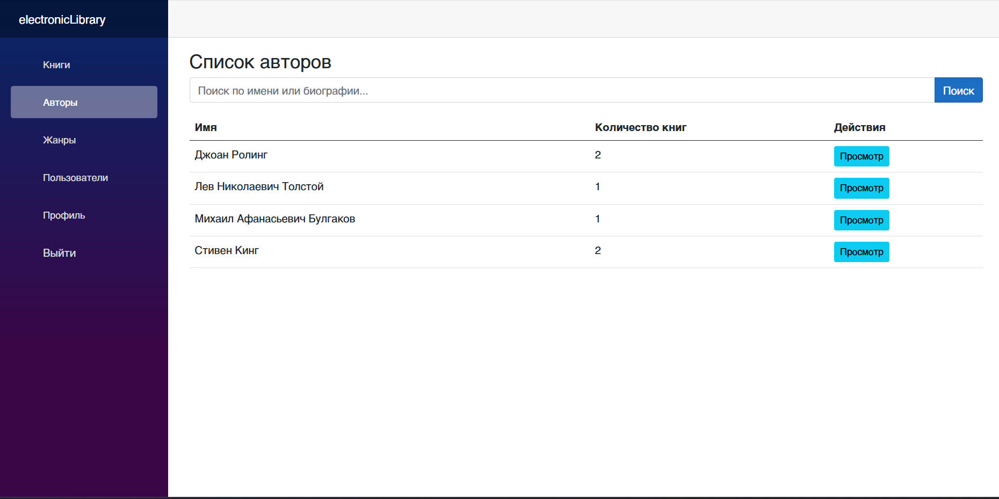 electronicLibrary
Книги
Авторы
Жанры
Пользователи
Профиль
Выйти
Список авторов
Поиск по имени или биографии... Поиск
Имя Количество книг Действия
Джоан Ролинг 2 Просмотр
Лев Николаевич Толстой 1 Просмотр
Михаил Афанасьевич Булгаков 1 Просмотр
Стивен Кинг 2 Просмотр